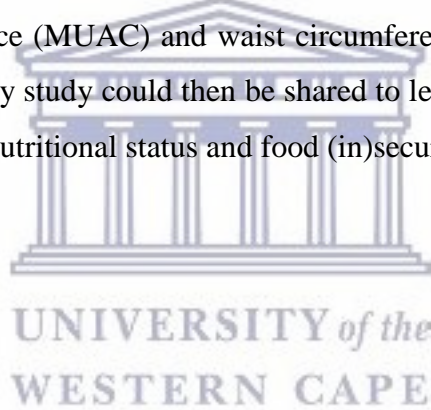 ce (MUAC) and waist circumfere
y study could then be shared to le
utritional status and food (in)secur
UNIVERSITY of the
WESTERN CAPE